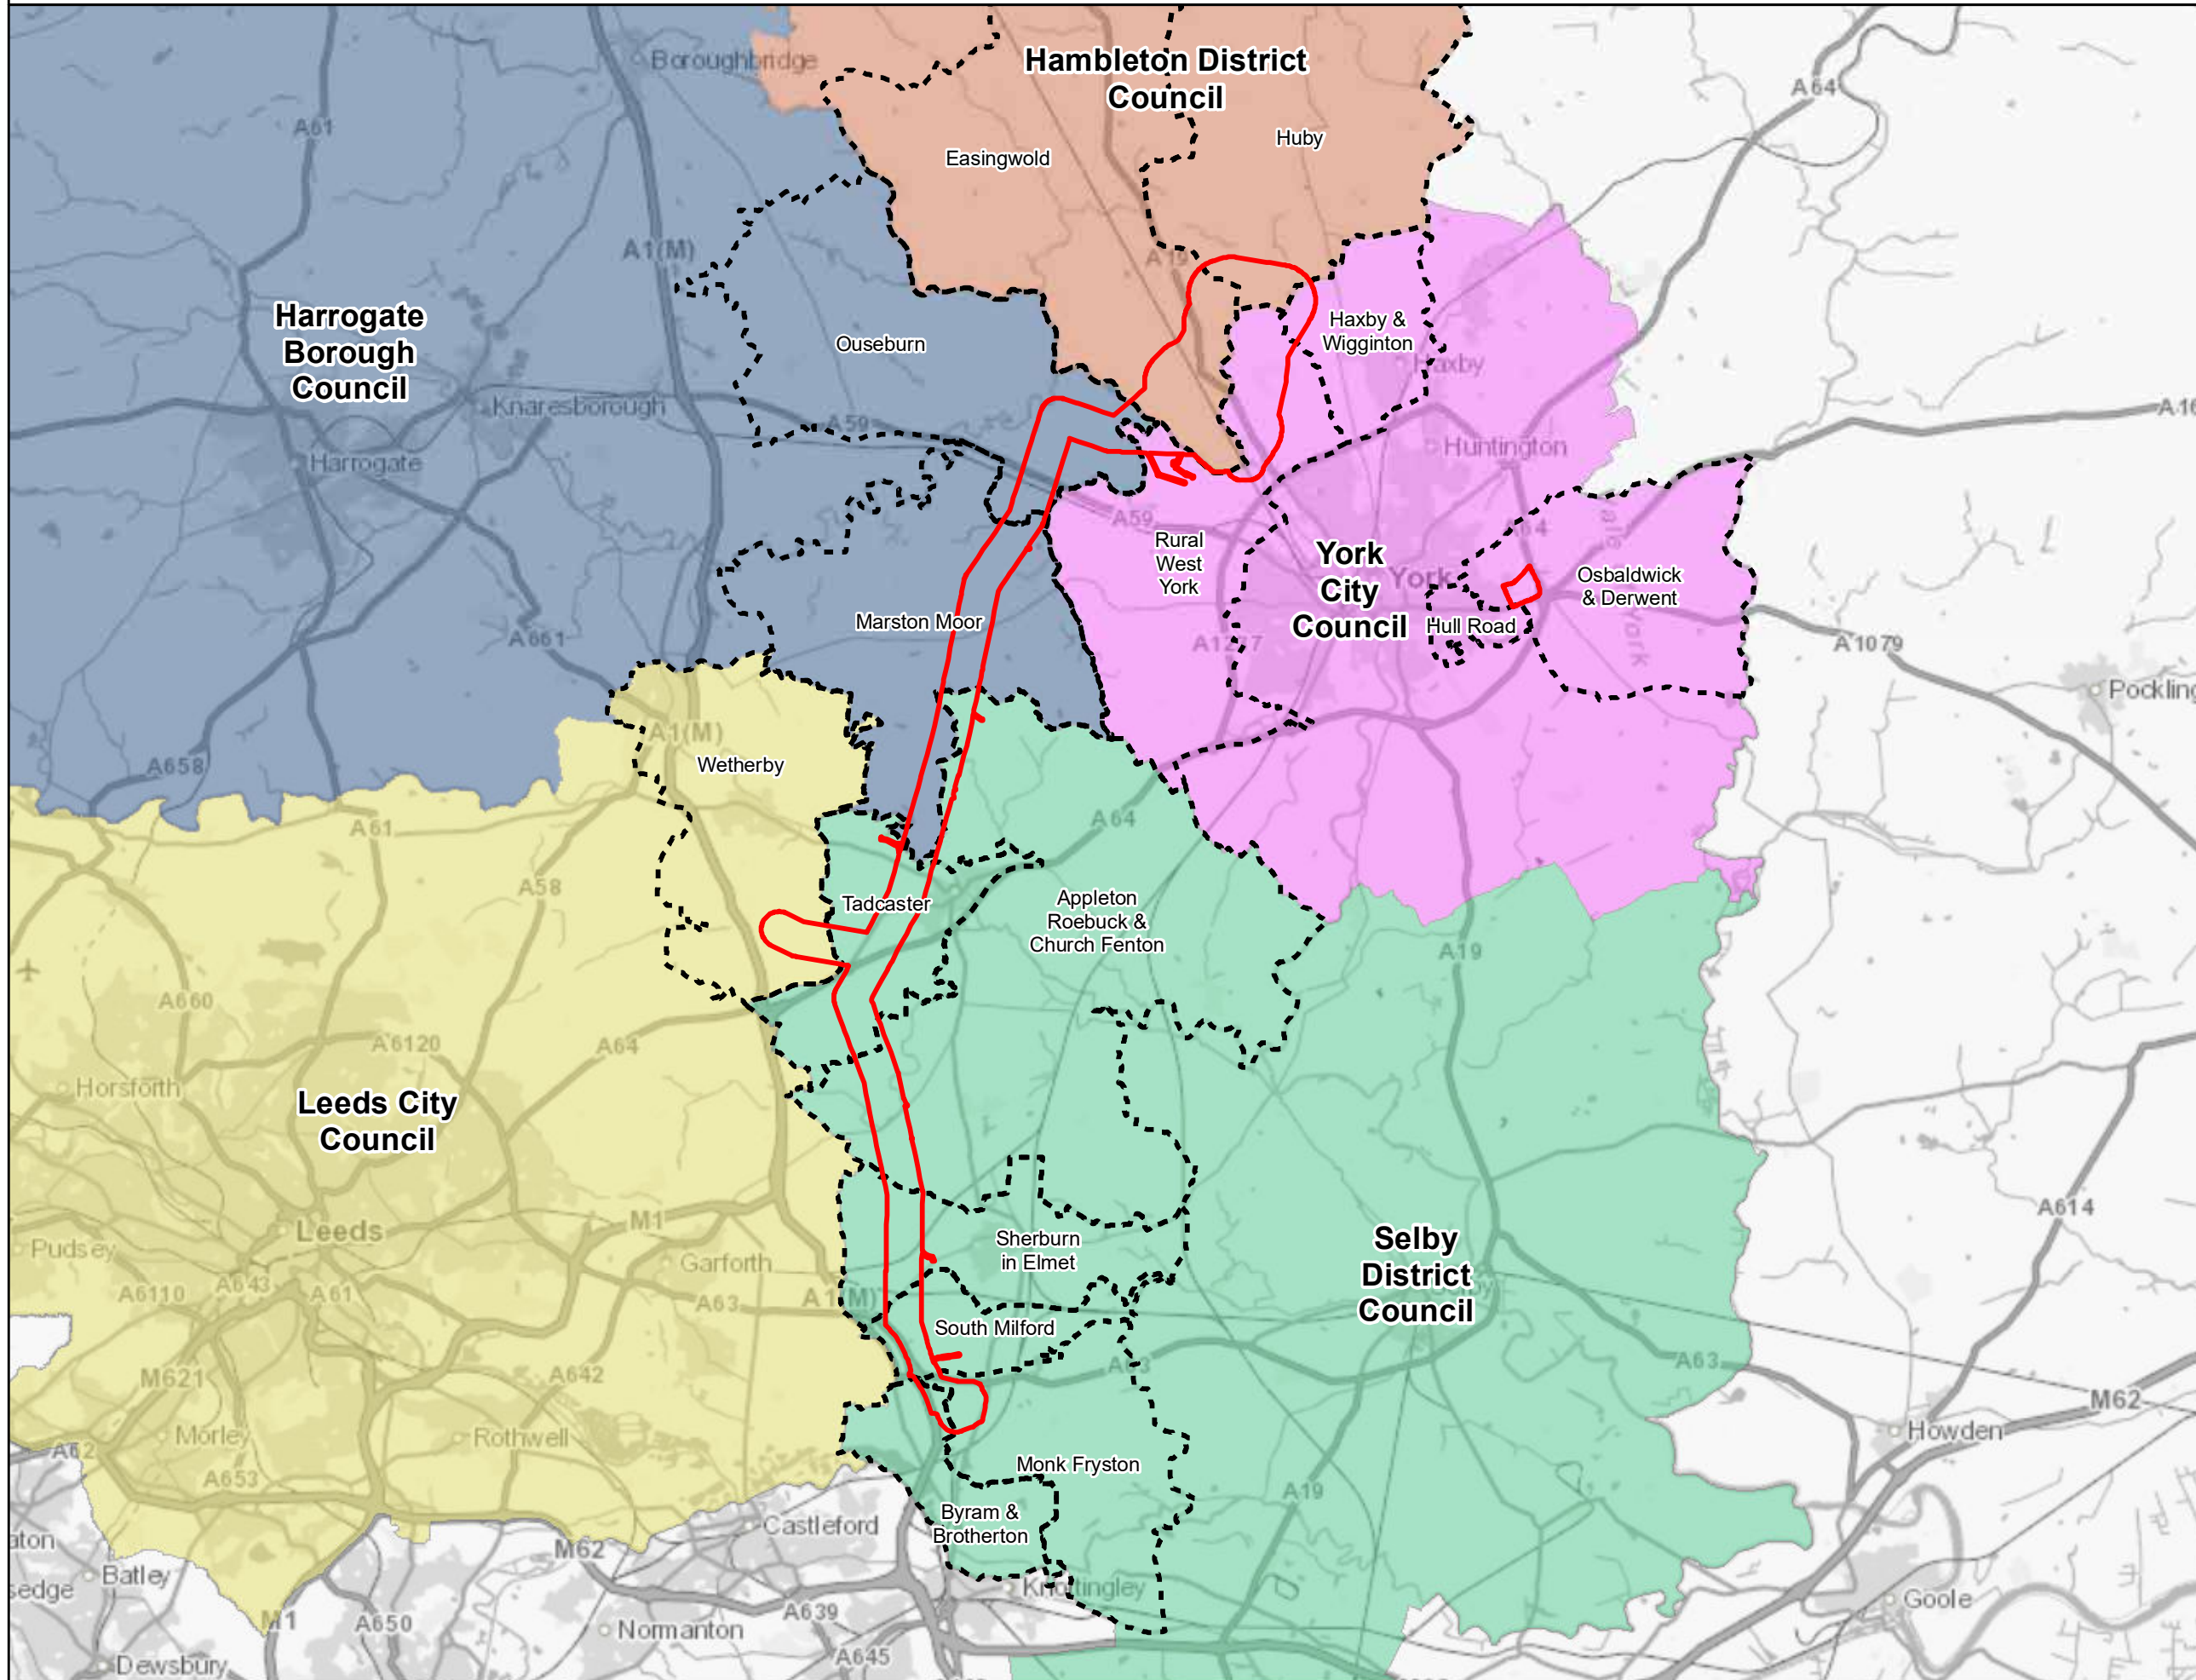 Boroughbridge
Hambleton District
Council
A64
A61
Easingwold
Huby
A1(M)
A19
Harrogate
Borough
Council
Ouseburn
Haxby &
Wigginton
Haxby
Knaresborough
A59
Harrogate
Huntington
A59
A64
Vale
York
Rural
West
York
York
City
Council
York
Osbaldwick
& Derwent
Hull Road
A661
Marston Moor
A1237
A1079
A1(M)
A658
Wetherby
A61
A64
A58
Tadcaster
Appleton
Roebuck &
Church Fenton
A19
A660
A6120
A64
Horsforth
Leeds City
Council
Leeds
M1
Pudsey
Garforth
Sherburn
in Elmet
Selby
District
Council
A614
A6110
A643
A61
A63
A1(M)
South Milford
A63
A63
M621
A642
M62
Morley
Rothwell
Howden
A62
A653
Monk Fryston
A19
Byram &
Brotherton
Castleford
M62
Batley
Knottingley
Goole
M1
A650
A639
Normanton
A645
Dewsbury